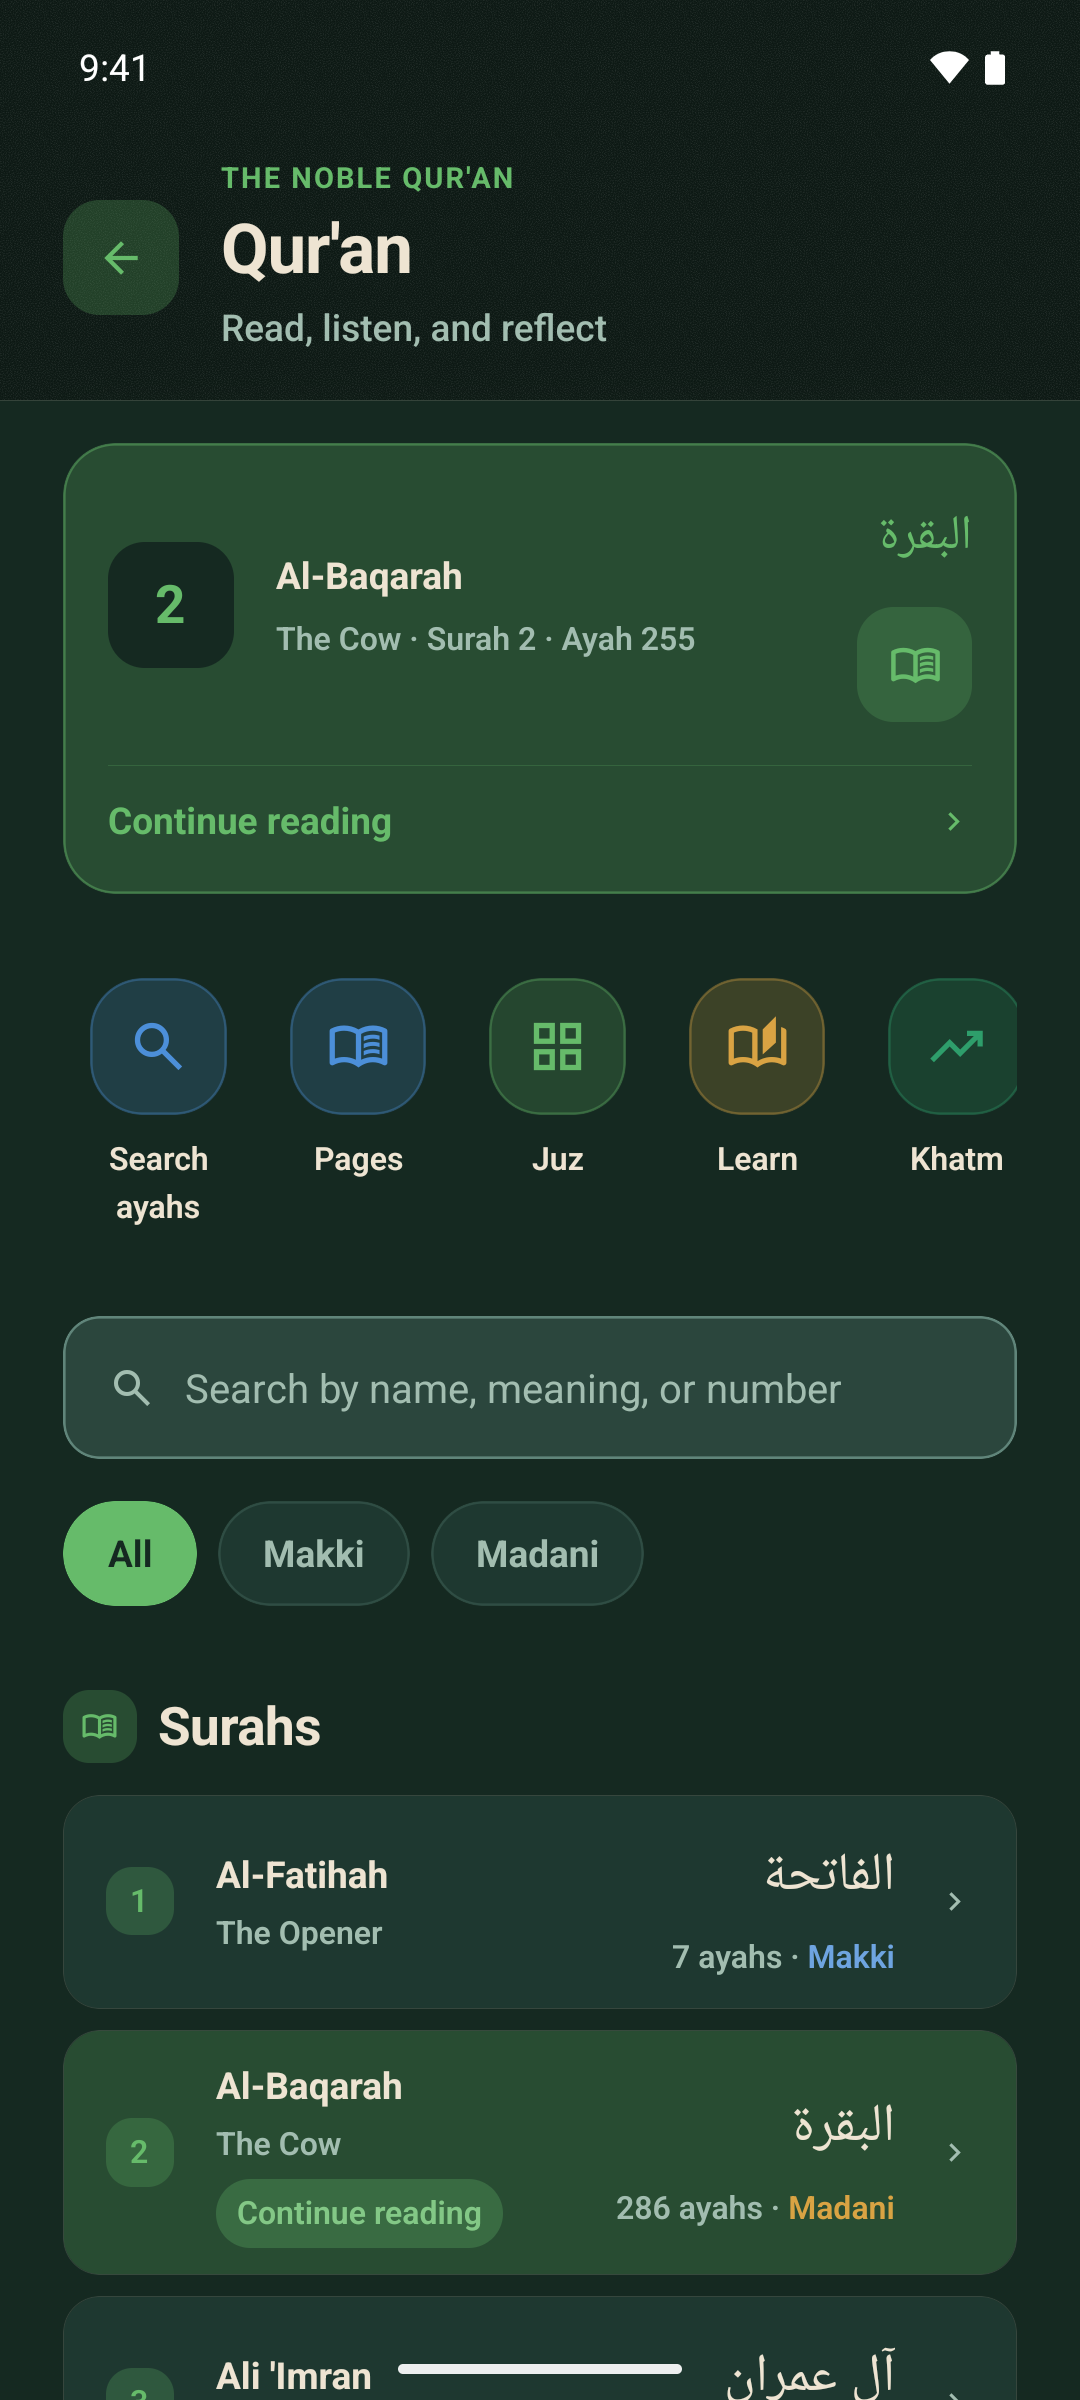 9:41
THE NOBLE QUR'AN
Qur'an
Read, listen, and reflect
البقرة
2
Al-Baqarah
The Cow · Surah 2 · Ayah 255
Continue reading
Search ayahs
Pages
Juz
Learn
Khatm
Search by name, meaning, or number
All
Makki
Madani
Surahs
1
Al-Fatihah
The Opener
الفاتحة
7 ayahs · Makki
2
Al-Baqarah
The Cow
Continue reading
البقرة
286 ayahs · Madani
3
Ali 'Imran
آل عمران